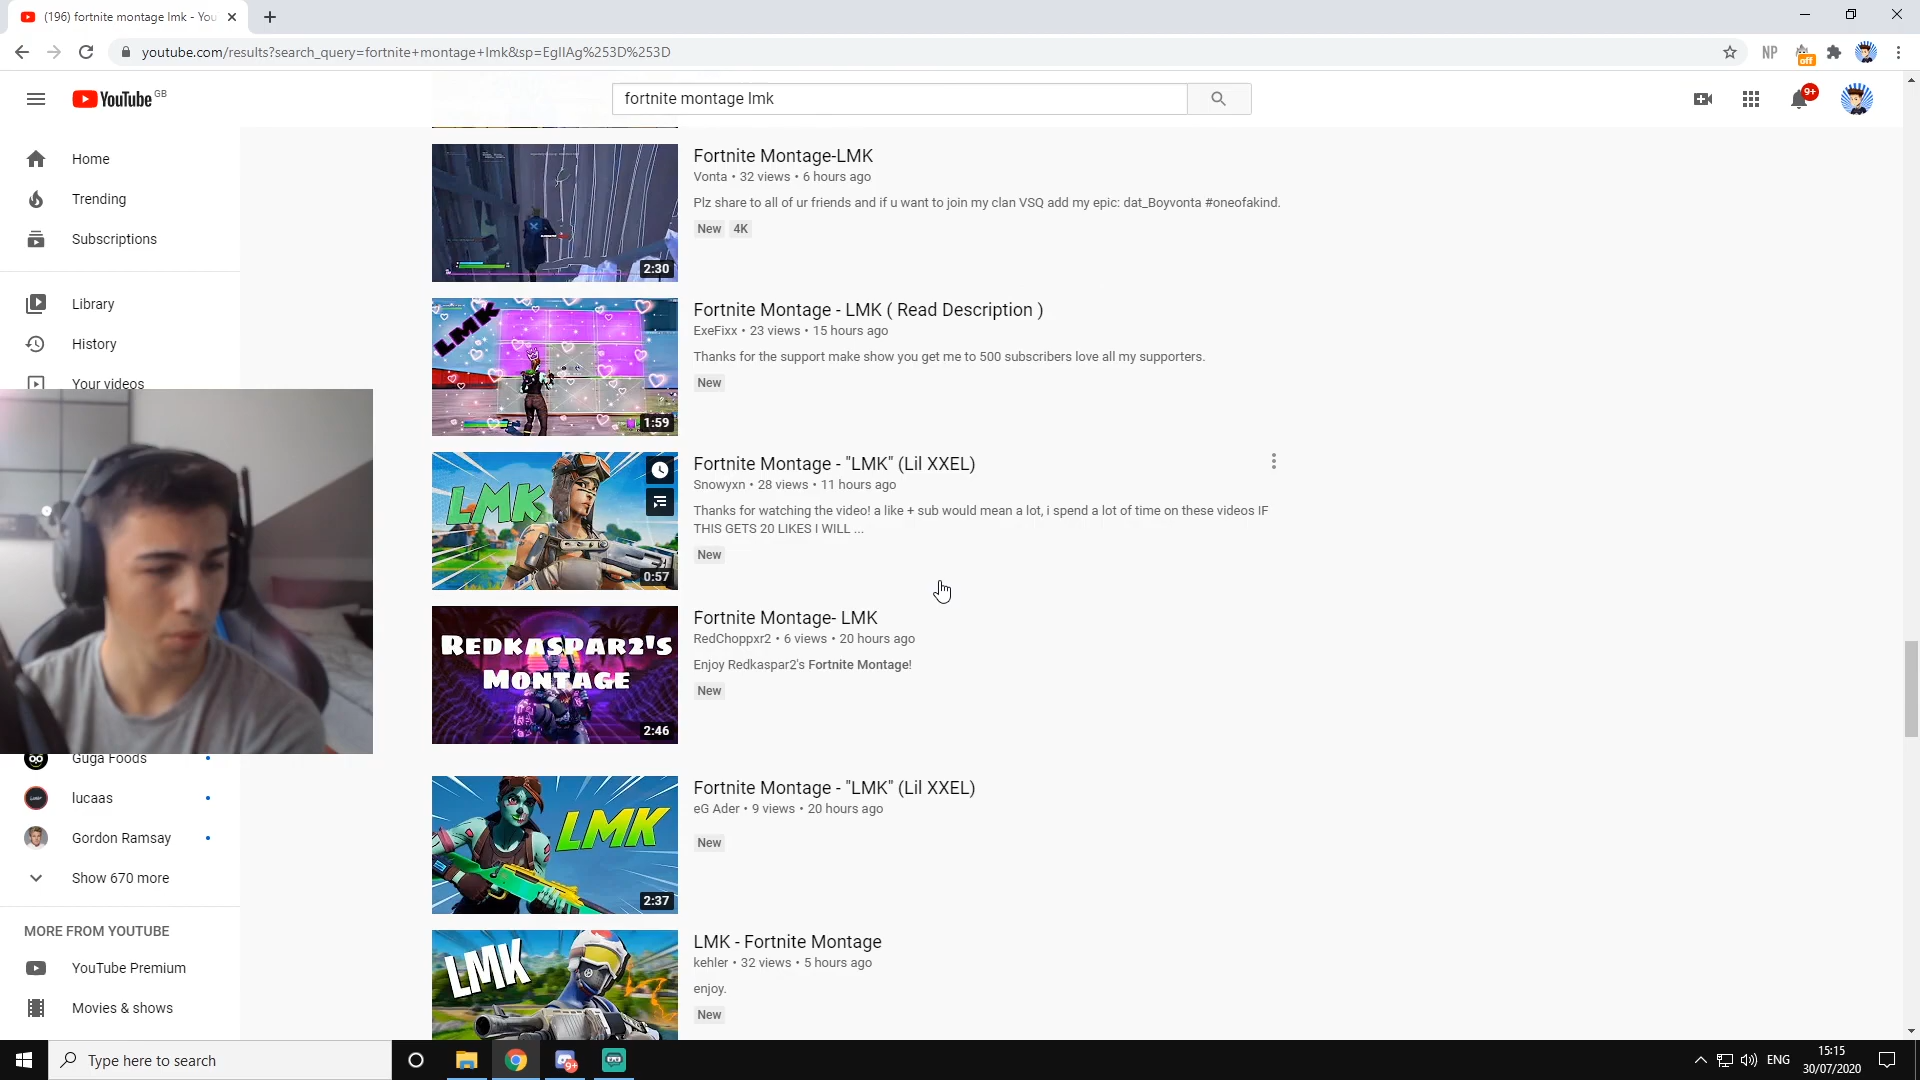 (196) fortnite montage lmk - You
youtube.com/results?search_query=fortnite+montage+lmk&sp=EgIIAg%253D%253D
NP
off
YouTube GB
fortnite montage lmk
9+
Home
Trending
Subscriptions
Library
History
Your videos
Guga Foods
lucaas
Gordon Ramsay
Show 670 more
MORE FROM YOUTUBE
YouTube Premium
Movies & shows
2:30
Fortnite Montage-LMK
Vonta • 32 views • 6 hours ago
Plz share to all of ur friends and if u want to join my clan VSQ add my epic: dat_Boyvonta #oneofakind.
New 4K
LMK
1:59
Fortnite Montage - LMK ( Read Description )
ExeFixx • 23 views • 15 hours ago
Thanks for the support make show you get me to 500 subscribers love all my supporters.
New
LMK
0:57
Fortnite Montage - "LMK" (Lil XXEL)
Snowyxn • 28 views • 11 hours ago
Thanks for watching the video! a like + sub would mean a lot, i spend a lot of time on these videos IF
THIS GETS 20 LIKES I WILL ...
New
REDKASPAR2'S
MONTAGE
2:46
Fortnite Montage- LMK
RedChoppxr2 • 6 views • 20 hours ago
Enjoy Redkaspar2's Fortnite Montage!
New
LMK
2:37
Fortnite Montage - "LMK" (Lil XXEL)
eG Ader • 9 views • 20 hours ago
New
LMK
LMK - Fortnite Montage
kehler • 32 views • 5 hours ago
enjoy.
New
Type here to search
9+
ENG
15:15
30/07/2020